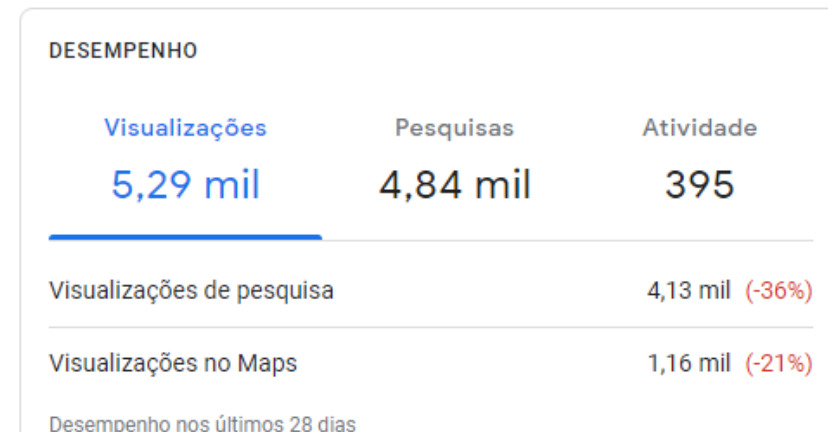 DESEMPENHO
Visualizações Pesquisas Atividade
5,29 mil 4,84 mil 395
Visualizações de pesquisa 4,13 mil (-36%)
Visualizações no Maps 1,16 mil (-21%)
Desempenho nos últimos 28 dias